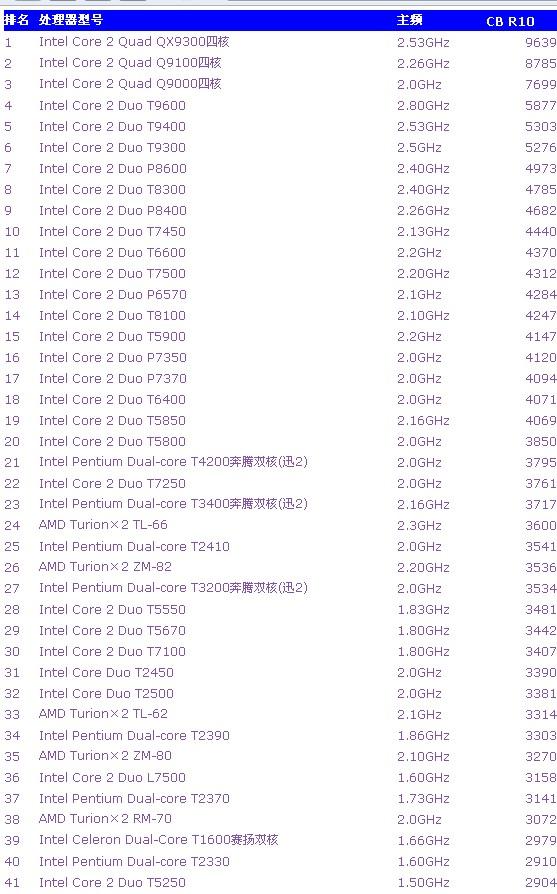 排名 处理器型号 主频 CB R10
1 Intel Core 2 Quad QX9300四核 2.53GHz 9639
2 Intel Core 2 Quad Q9100四核 2.26GHz 8785
3 Intel Core 2 Quad Q9000四核 2.0GHz 7699
4 Intel Core 2 Duo T9600 2.80GHz 5877
5 Intel Core 2 Duo T9400 2.53GHz 5303
6 Intel Core 2 Duo T9300 2.5GHz 5276
7 Intel Core 2 Duo P8600 2.40GHz 4973
8 Intel Core 2 Duo T8300 2.40GHz 4785
9 Intel Core 2 Duo P8400 2.26GHz 4682
10 Intel Core 2 Duo T7450 2.13GHz 4440
11 Intel Core 2 Duo T6600 2.2GHz 4370
12 Intel Core 2 Duo T7500 2.20GHz 4312
13 Intel Core 2 Duo P6570 2.1GHz 4284
14 Intel Core 2 Duo T8100 2.10GHz 4247
15 Intel Core 2 Duo T5900 2.2GHz 4147
16 Intel Core 2 Duo P7350 2.0GHz 4120
17 Intel Core 2 Duo P7370 2.0GHz 4094
18 Intel Core 2 Duo T6400 2.0GHz 4071
19 Intel Core 2 Duo T5850 2.16GHz 4069
20 Intel Core 2 Duo T5800 2.0GHz 3850
21 Intel Pentium Dual-core T4200奔腾双核(迅2) 2.0GHz 3795
22 Intel Core 2 Duo T7250 2.0GHz 3761
23 Intel Pentium Dual-core T3400奔腾双核(迅2) 2.16GHz 3717
24 AMD Turion×2 TL-66 2.3GHz 3600
25 Intel Pentium Dual-core T2410 2.0GHz 3541
26 AMD Turion×2 ZM-82 2.20GHz 3536
27 Intel Pentium Dual-core T3200奔腾双核(迅2) 2.0GHz 3534
28 Intel Core 2 Duo T5550 1.83GHz 3481
29 Intel Core 2 Duo T5670 1.80GHz 3442
30 Intel Core 2 Duo T7100 1.80GHz 3407
31 Intel Core Duo T2450 2.0GHz 3390
32 Intel Core Duo T2500 2.0GHz 3381
33 AMD Turion×2 TL-62 2.1GHz 3314
34 Intel Pentium Dual-core T2390 1.86GHz 3303
35 AMD Turion×2 ZM-80 2.10GHz 3270
36 Intel Core 2 Duo L7500 1.60GHz 3158
37 Intel Pentium Dual-core T2370 1.73GHz 3141
38 AMD Turion×2 RM-70 2.0GHz 3072
39 Intel Celeron Dual-Core T1600赛扬双核 1.66GHz 2979
40 Intel Pentium Dual-core T2330 1.60GHz 2910
41 Intel Core 2 Duo T5250 1.50GHz 2904